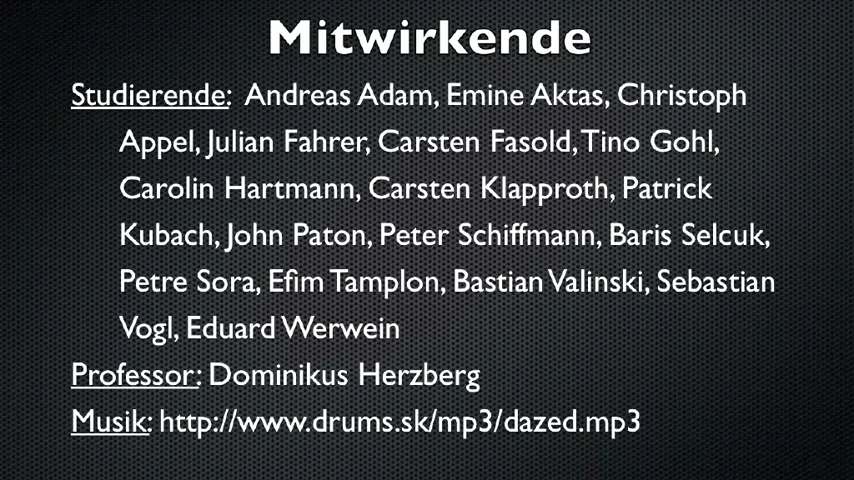 Mitwirkende
Studierende: Andreas Adam, Emine Aktas, Christoph
Appel, Julian Fahrer, Carsten Fasold, Tino Gohl,
Carolin Hartmann, Carsten Klapproth, Patrick
Kubach, John Paton, Peter Schiffmann, Baris Selcuk,
Petre Sora, Efim Tamplon, Bastian Valinski, Sebastian
Vogl, Eduard Werwein
Professor: Dominikus Herzberg
Musik: http://www.drums.sk/mp3/dazed.mp3